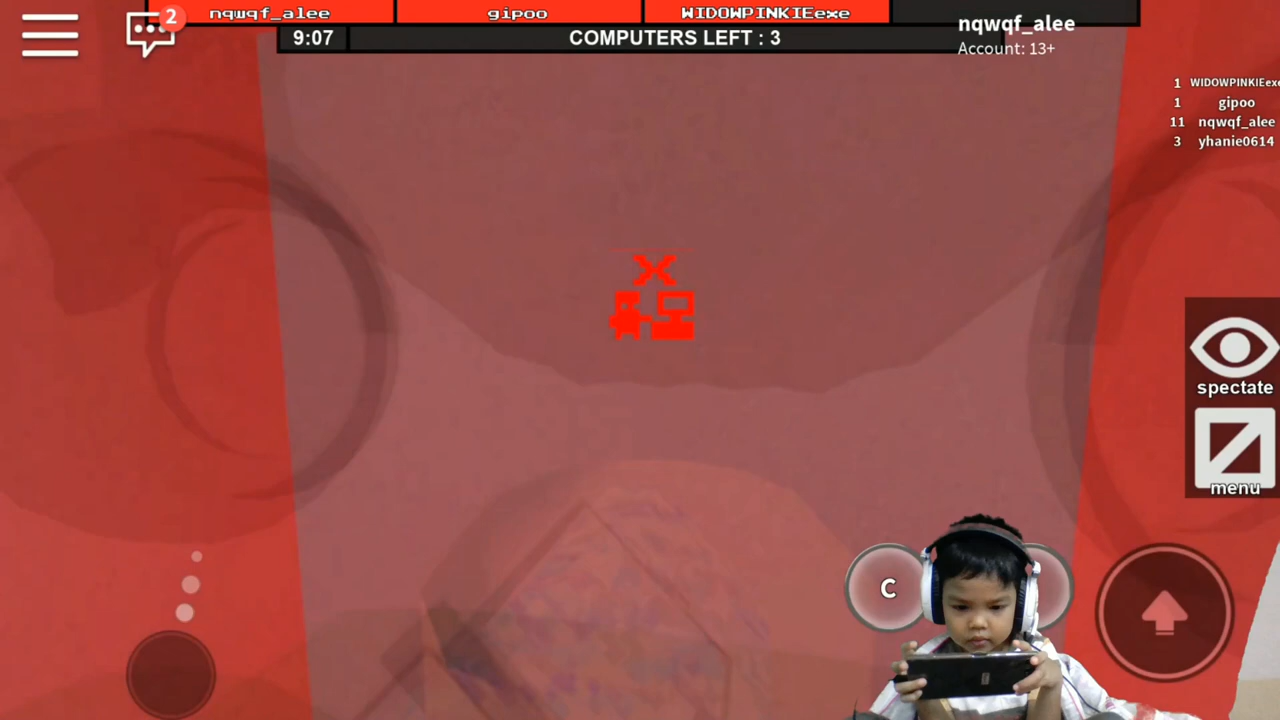 2
nqwqf_alee
gipoo
WIDOWPINKIEexe
nqwqf_alee
Account: 13+
9:07
COMPUTERS LEFT : 3
1 WIDOWPINKIEexe
1 gipoo
11 nqwqf_alee
3 yhanie0614
spectate
menu
C